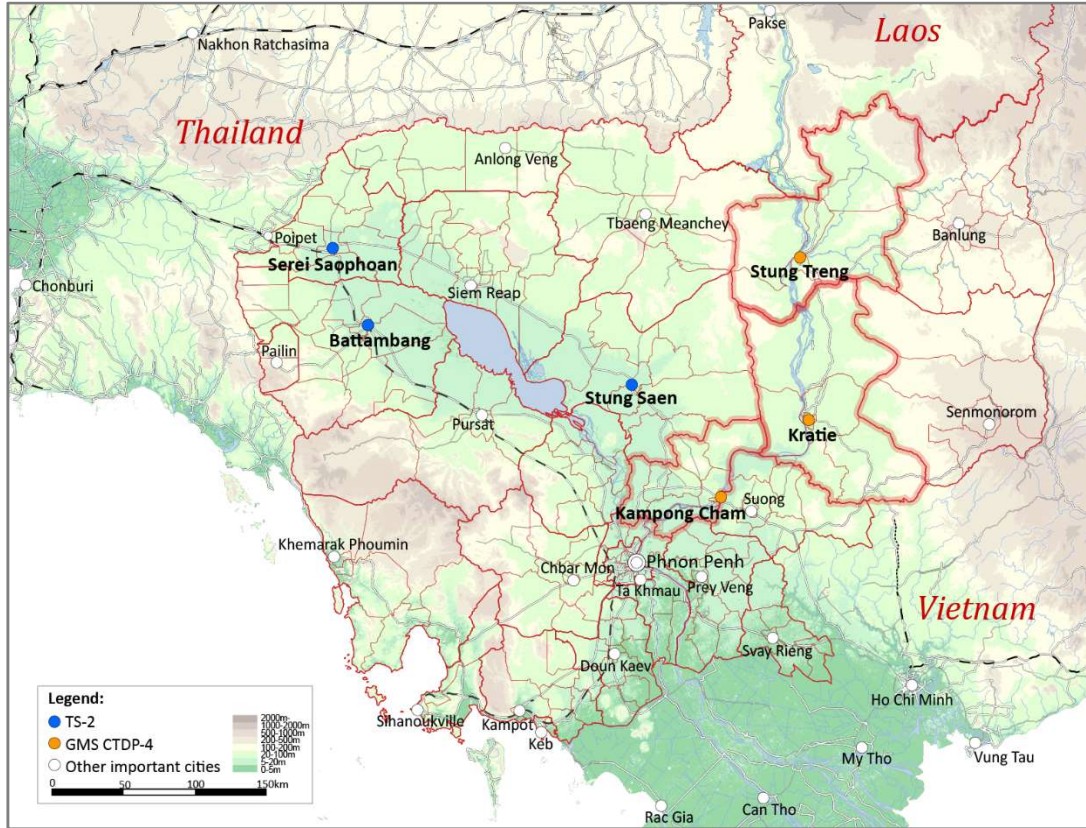 Pakse
Laos
Nakhon Ratchasima
Thailand
Anlong Veng
Tbaeng Meanchey
Banlung
Poipet
Serei Saophoan
Stung Treng
Chonburi
Siem Reap
Battambang
Pailin
Stung Saen
Pursat
Senmonorom
Kratie
Kampong Cham
Suong
Khemarak Phoumin
Chbar Mon
Phnon Penh
Ta Khmau
Prey Veng
Vietnam
Svay Rieng
Doun Kaev
Ho Chi Minh
Sihanoukville
Kampot
Keb
My Tho
Vung Tau
Rac Gia
Can Tho
Legend:
TS-2
GMS CTDP-4
Other important cities
2000m-
1000-2000m
500-1000m
200-500m
100-200m
20-100m
5-20m
0-5m
0 50 100 150km